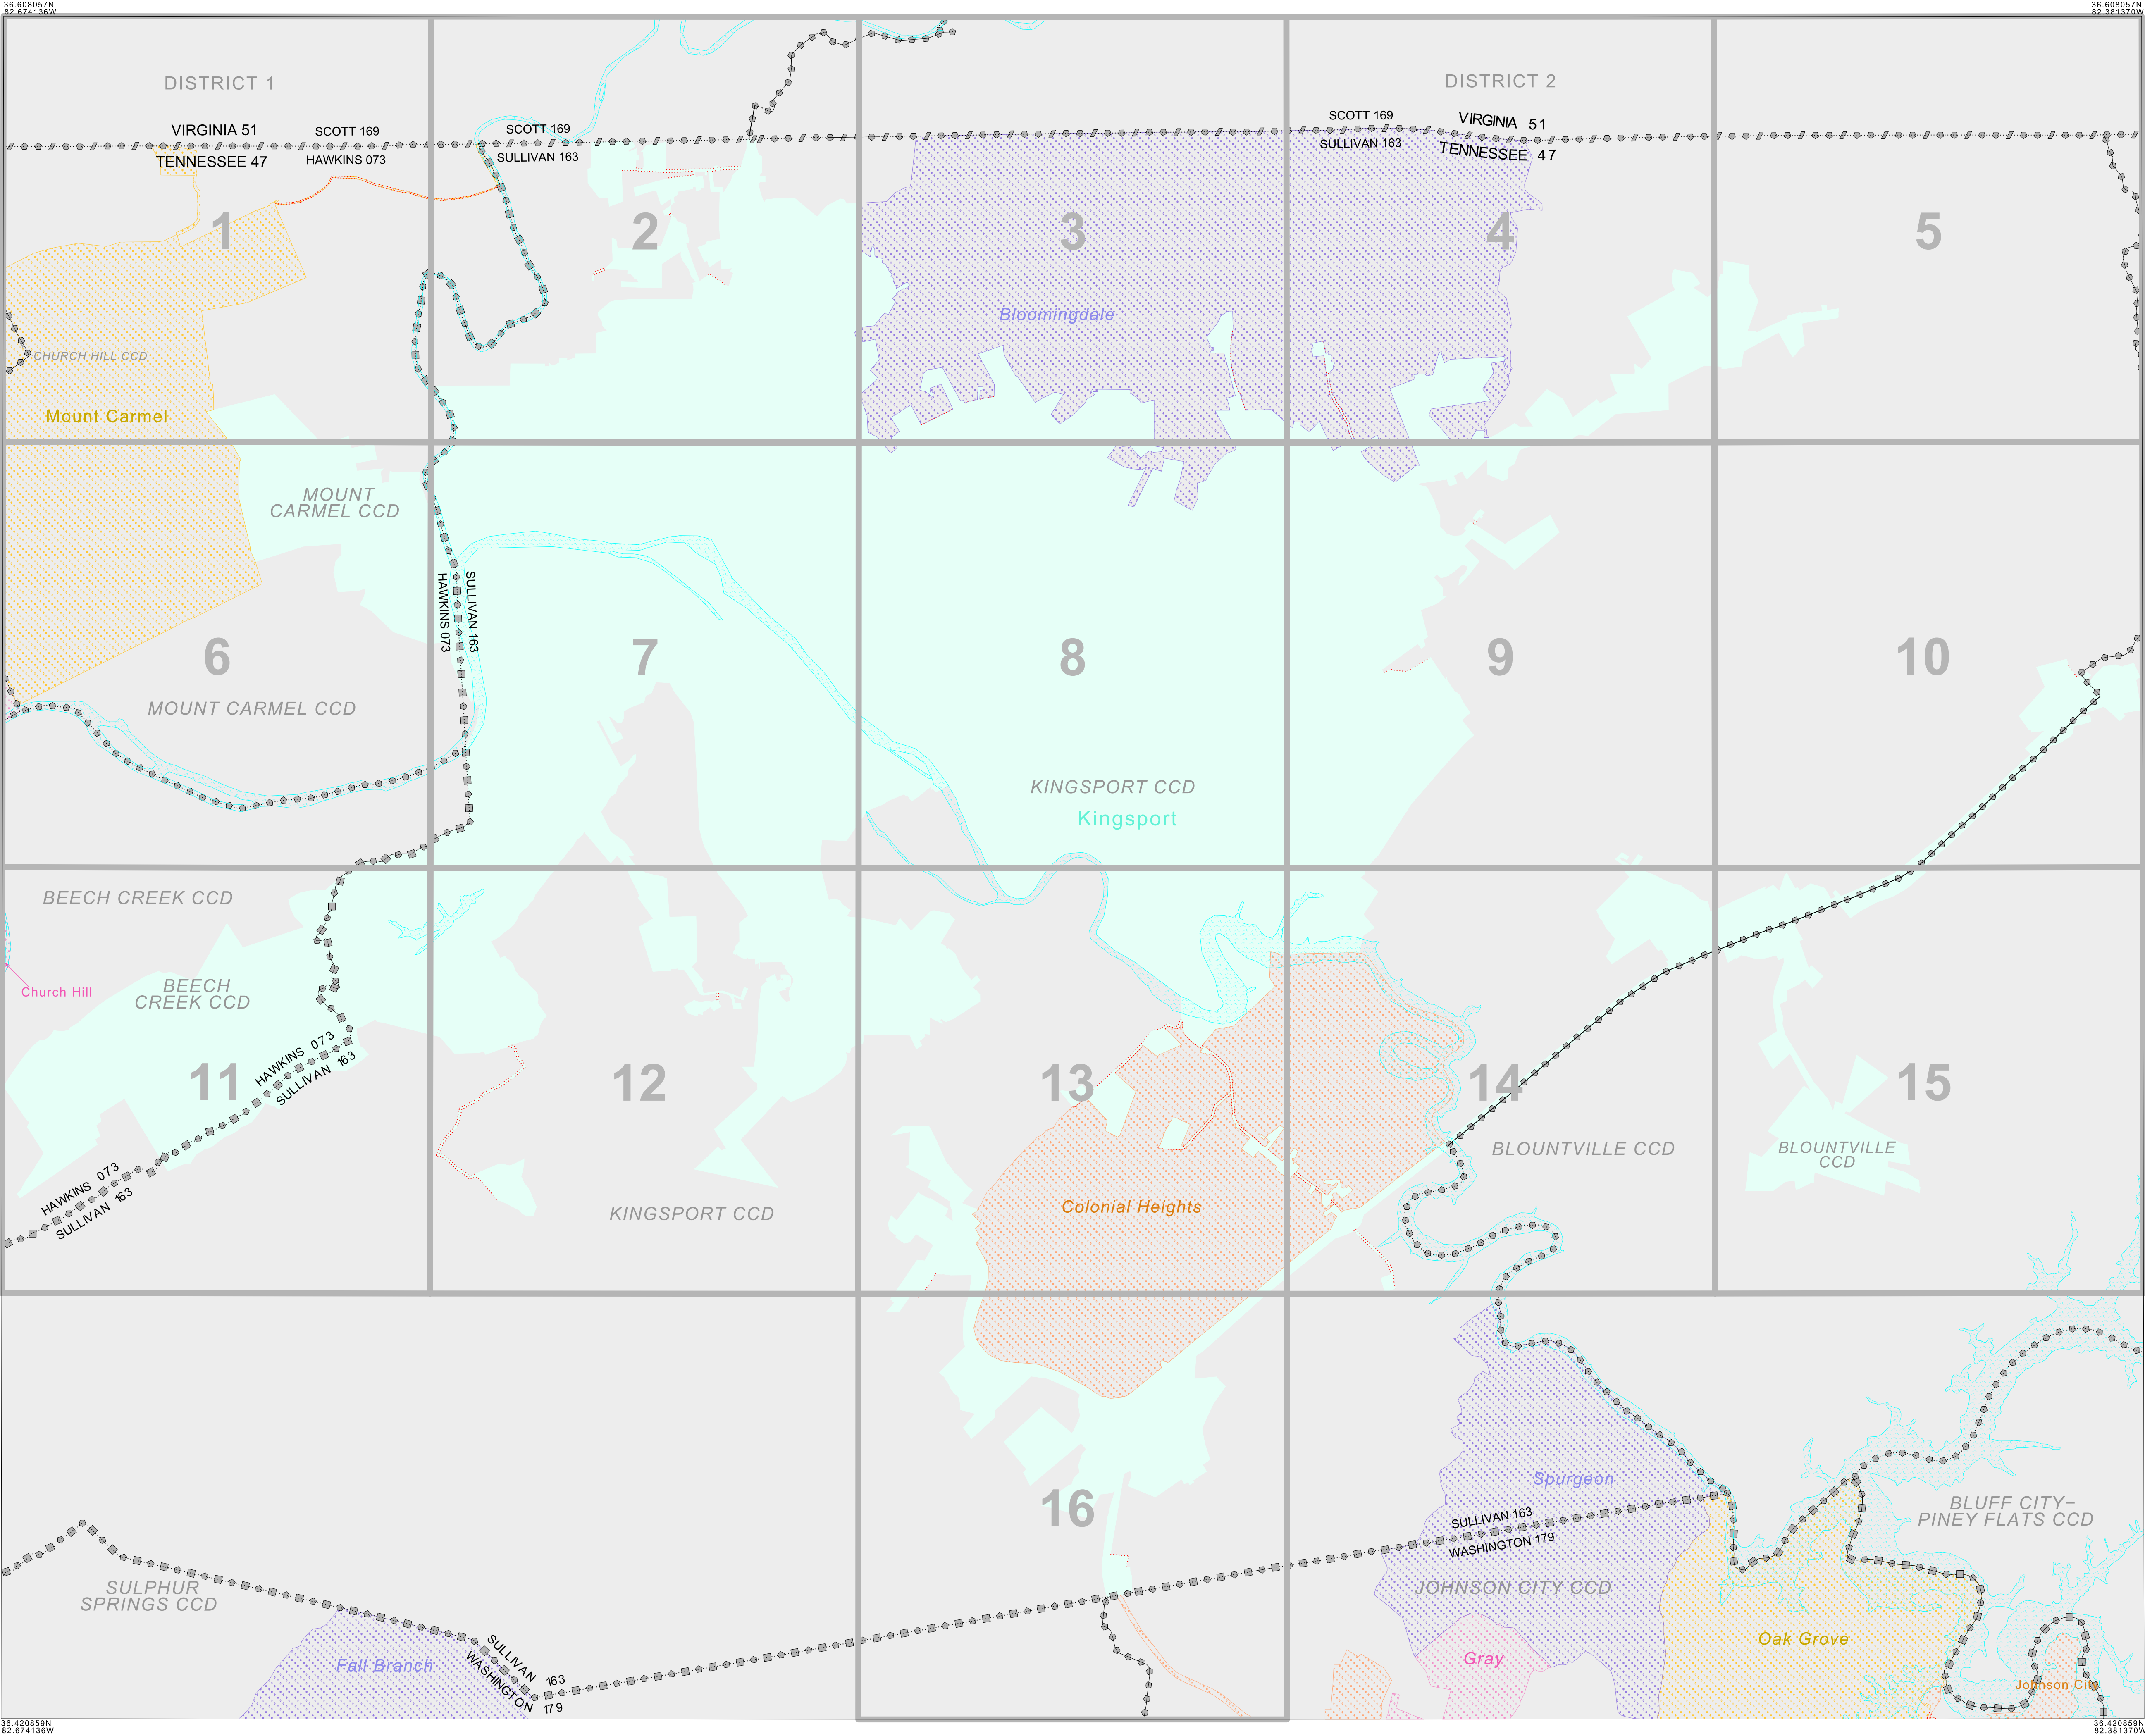 36.608057N
82.674136W
36.608057N
82.381370W
DISTRICT 1
DISTRICT 2
VIRGINIA 51
SCOTT 169
SCOTT 169
SCOTT 169
VIRGINIA 51
TENNESSEE 47
HAWKINS 073
SULLIVAN 163
SULLIVAN 163
TENNESSEE 47
1
2
3
4
5
Bloomingdale
CHURCH HILL CCD
Mount Carmel
MOUNT
CARMEL CCD
HAWKINS 073
SULLIVAN 163
6
7
8
9
10
MOUNT CARMEL CCD
KINGSPORT CCD
Kingsport
BEECH CREEK CCD
Church Hill
BEECH
CREEK CCD
HAWKINS 073
SULLIVAN 163
11
12
13
14
15
BLOUNTVILLE CCD
BLOUNTVILLE
CCD
HAWKINS 073
SULLIVAN 163
KINGSPORT CCD
Colonial Heights
Spurgeon
16
SULLIVAN 163
WASHINGTON 179
BLUFF CITY–
PINEY FLATS CCD
SULPHUR
SPRINGS CCD
JOHNSON CITY CCD
Fall Branch
SULLIVAN 163
WASHINGTON 179
Gray
Oak Grove
Johnson City
36.420859N
82.674136W
36.420859N
82.381370W